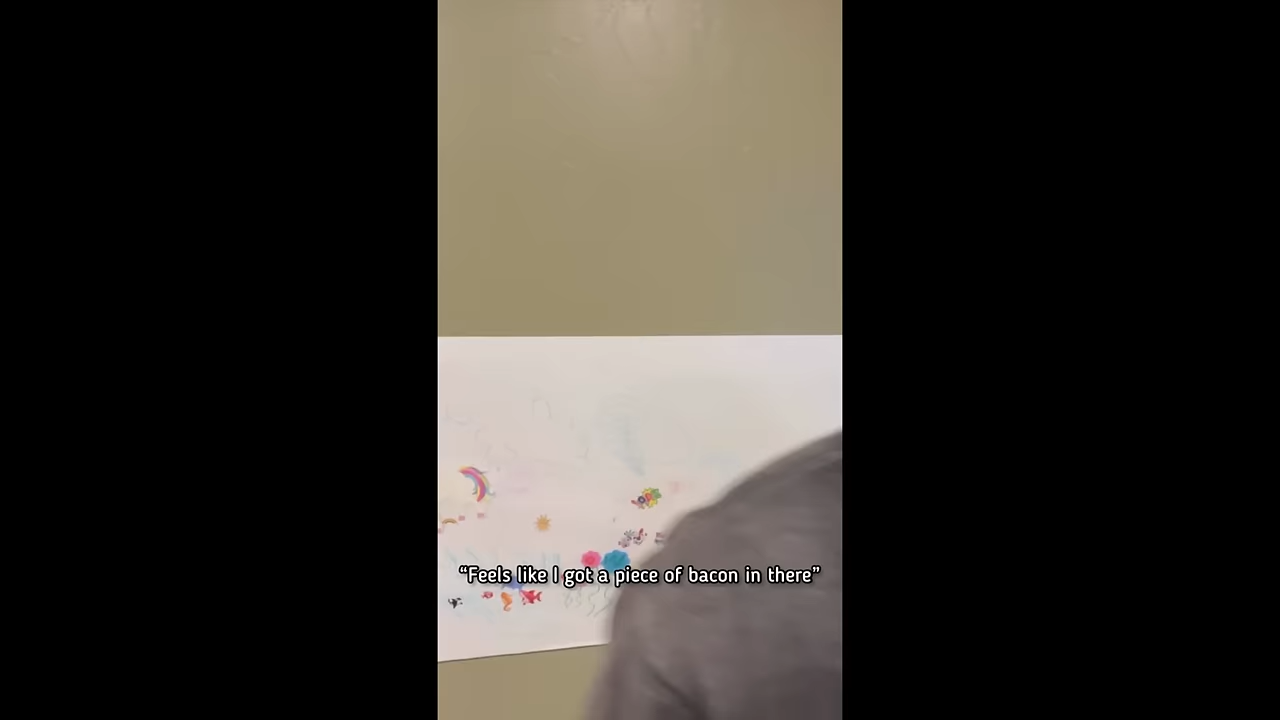 “Feels like I got a piece of bacon in there”